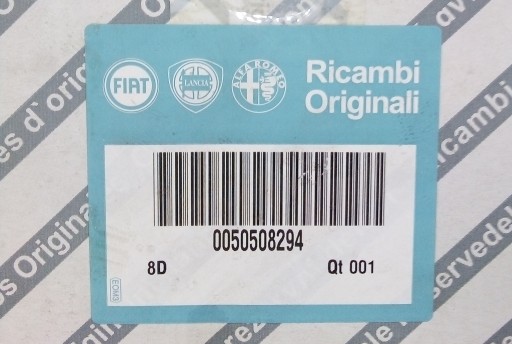 FIAT
LANCIA
ALFA ROMEO
Ricambi
Originali
0050508294
8D
Qt 001